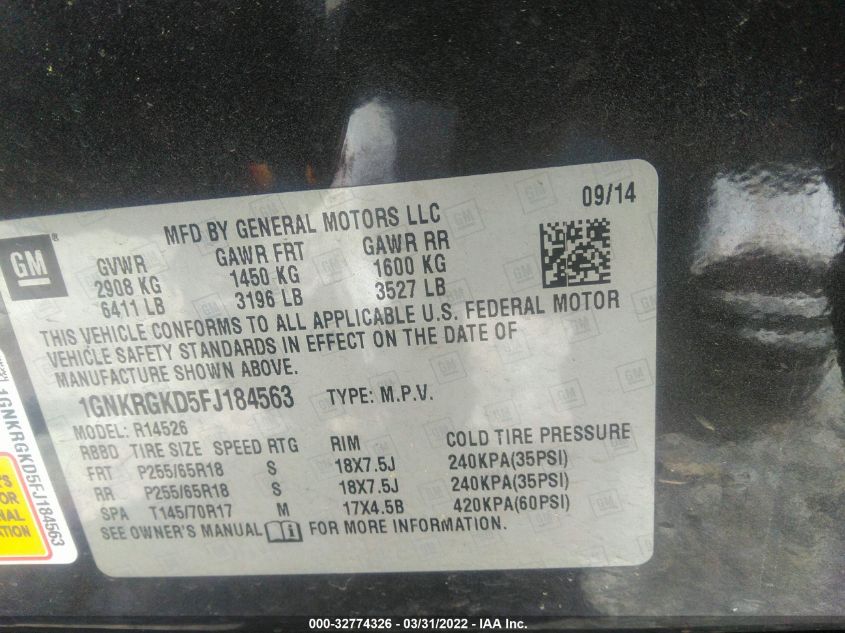 09/14
MFD BY GENERAL MOTORS LLC
GM ®
GVWR GAWR FRT GAWR RR
2908 KG 1450 KG 1600 KG
6411 LB 3196 LB 3527 LB
THIS VEHICLE CONFORMS TO ALL APPLICABLE U.S. FEDERAL MOTOR
VEHICLE SAFETY STANDARDS IN EFFECT ON THE DATE OF
MANUFACTURE SHOWN ABOVE.
1GNKRGKD5FJ184563 TYPE: M.P.V.
MODEL: R14526
RBBD TIRE SIZE SPEED RTG RIM COLD TIRE PRESSURE
FRT P255/65R18 S 18X7.5J 240KPA(35PSI)
RR P255/65R18 S 18X7.5J 240KPA(35PSI)
SPA T145/70R17 M 17X4.5B 420KPA(60PSI)
SEE OWNER'S MANUAL FOR MORE INFORMATION.
1GNKRGKD5FJ184563
000-32774326 - 03/31/2022 - IAA Inc.